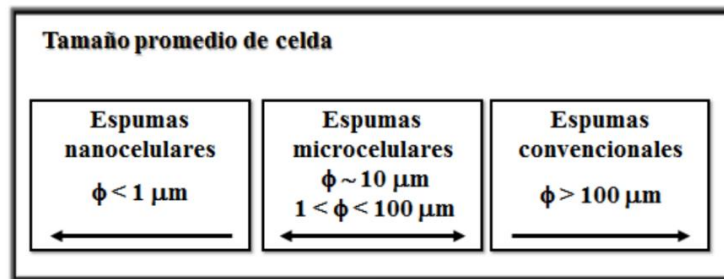 Tamaño promedio de celda
Espumas
nanocelulares
ϕ < 1 μm
Espumas
microcelulares
ϕ ~ 10 μm
1 < ϕ < 100 μm
Espumas
convencionales
ϕ > 100 μm